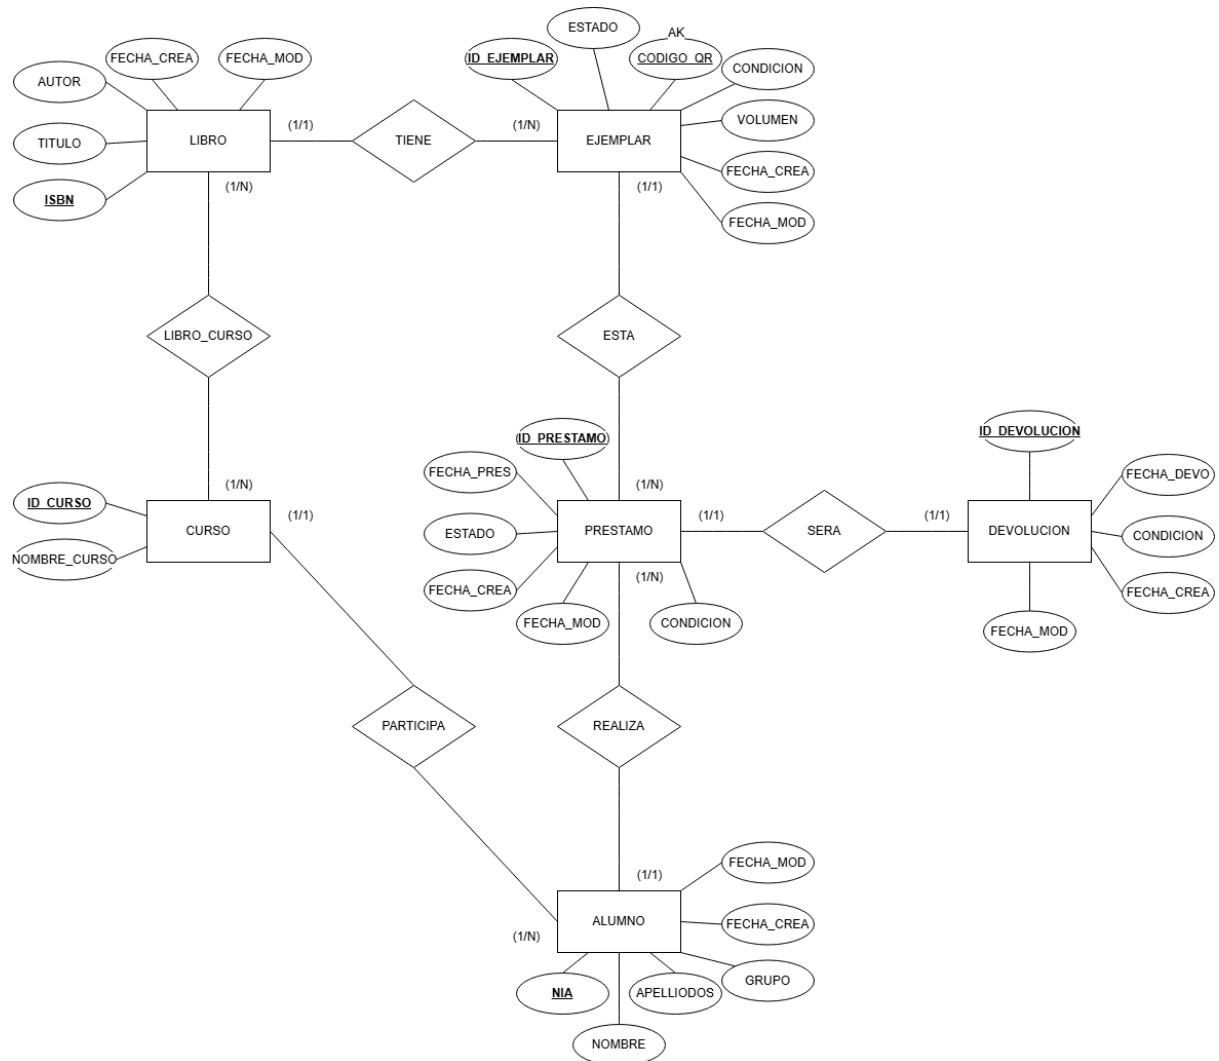 ESTADO
AK
FECHA_CREA
FECHA_MOD
ID_EJEMPLAR
CODIGO_QR
CONDICION
AUTOR
VOLUMEN
(1/1)
(1/N)
TITULO
LIBRO
TIENE
EJEMPLAR
FECHA_CREA
(1/N)
(1/1)
ISBN
FECHA_MOD
LIBRO_CURSO
ESTA
ID_DEVOLUCION
ID_PRESTAMO
FECHA_PRES
FECHA_DEVO
(1/N)
(1/N)
ID_CURSO
(1/1)
(1/1)
(1/1)
CURSO
ESTADO
PRESTAMO
SERA
DEVOLUCION
CONDICION
NOMBRE_CURSO
(1/N)
FECHA_CREA
FECHA_CREA
FECHA_MOD
CONDICION
FECHA_MOD
PARTICIPA
REALIZA
FECHA_MOD
(1/1)
ALUMNO
FECHA_CREA
(1/N)
GRUPO
NIA
APELLIODOS
NOMBRE